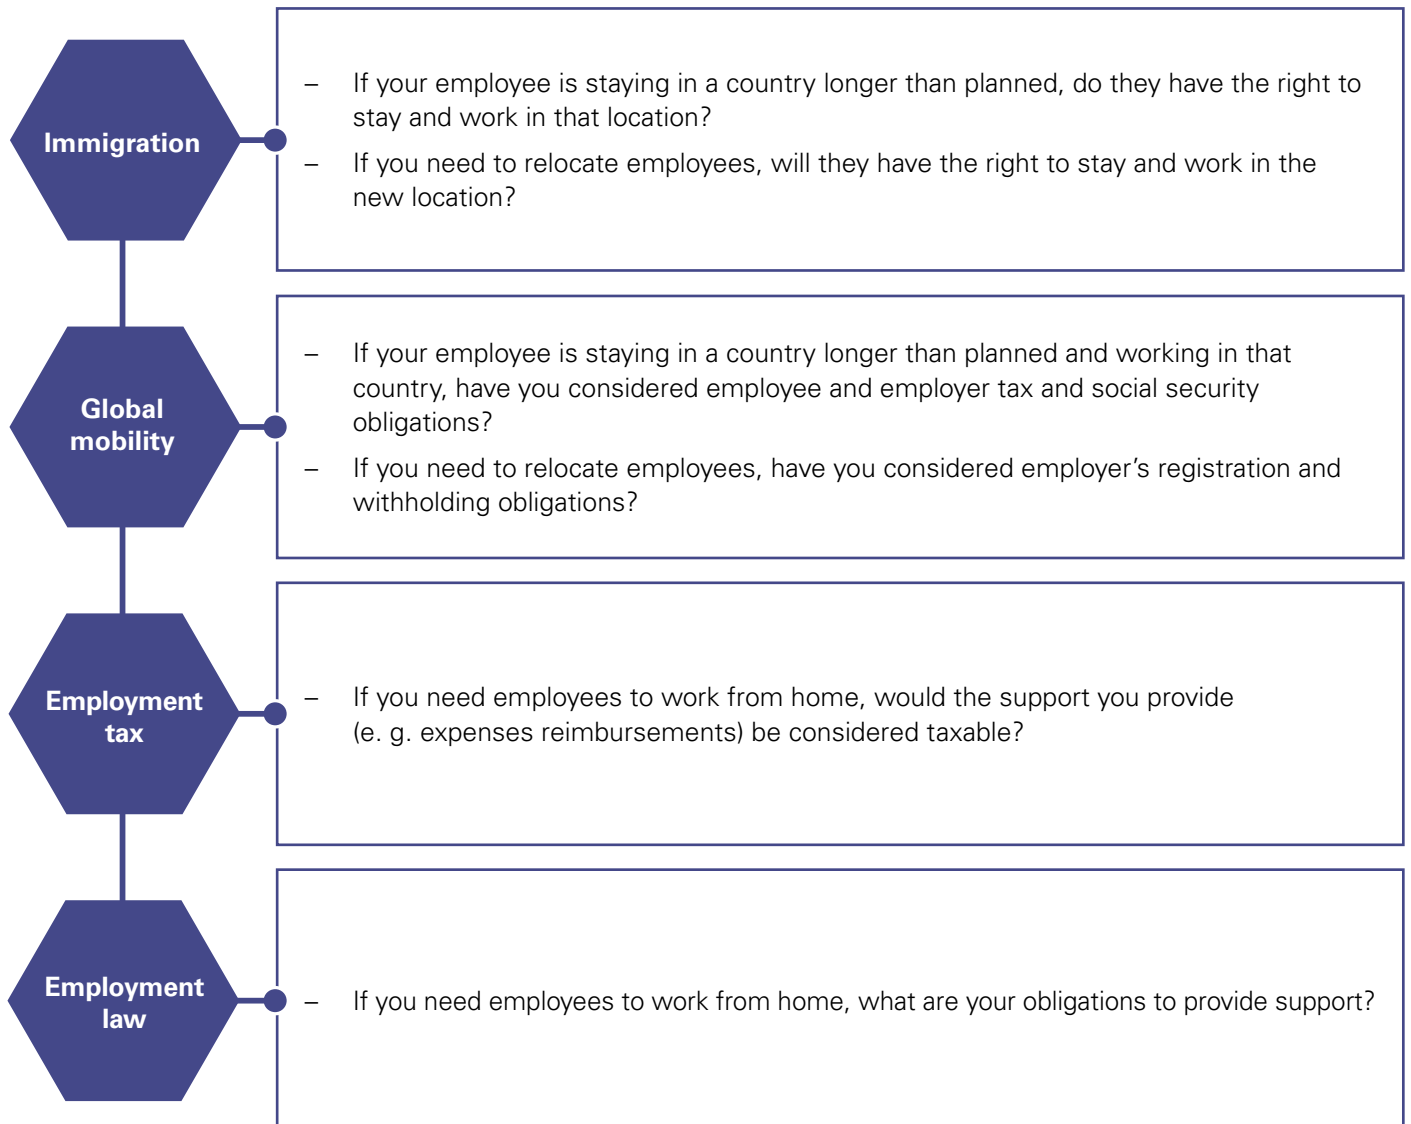 Immigration
– If your employee is staying in a country longer than planned, do they have the right to
stay and work in that location?
– If you need to relocate employees, will they have the right to stay and work in the
new location?
Global
mobility
– If your employee is staying in a country longer than planned and working in that
country, have you considered employee and employer tax and social security
obligations?
– If you need to relocate employees, have you considered employer’s registration and
withholding obligations?
Employment
tax
– If you need employees to work from home, would the support you provide
(e. g. expenses reimbursements) be considered taxable?
Employment
law
– If you need employees to work from home, what are your obligations to provide support?